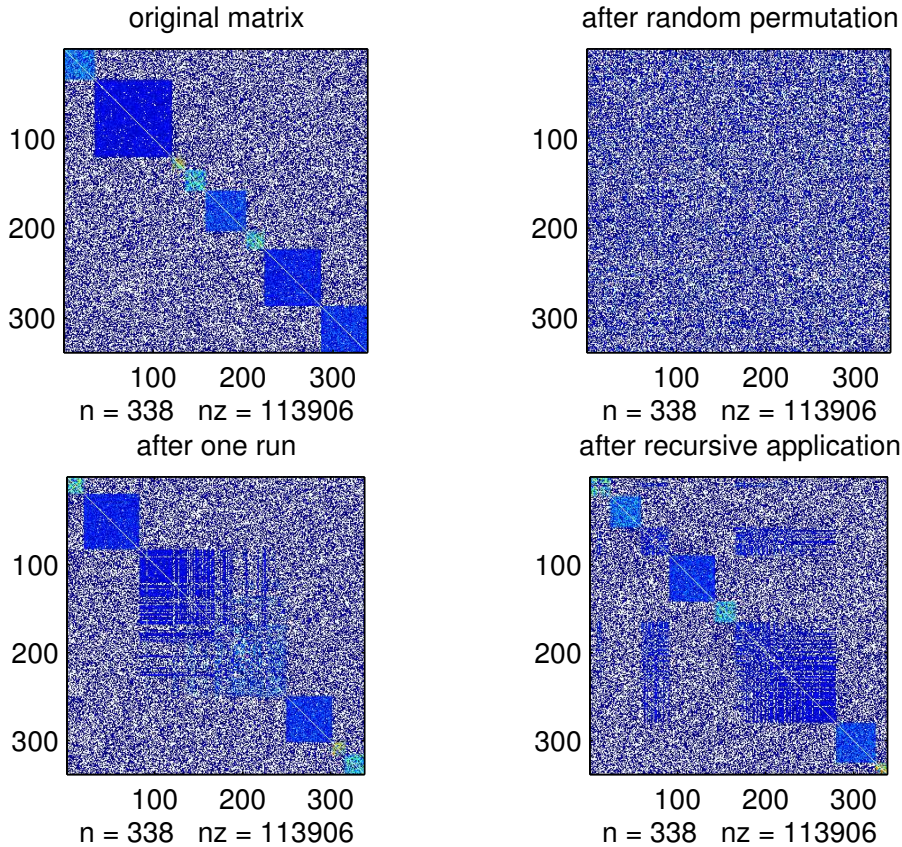 original matrix
100
200
300
100 200 300
n = 338 nz = 113906
after random permutation
100
200
300
100 200 300
n = 338 nz = 113906
after one run
100
200
300
100 200 300
n = 338 nz = 113906
after recursive application
100
200
300
100 200 300
n = 338 nz = 113906